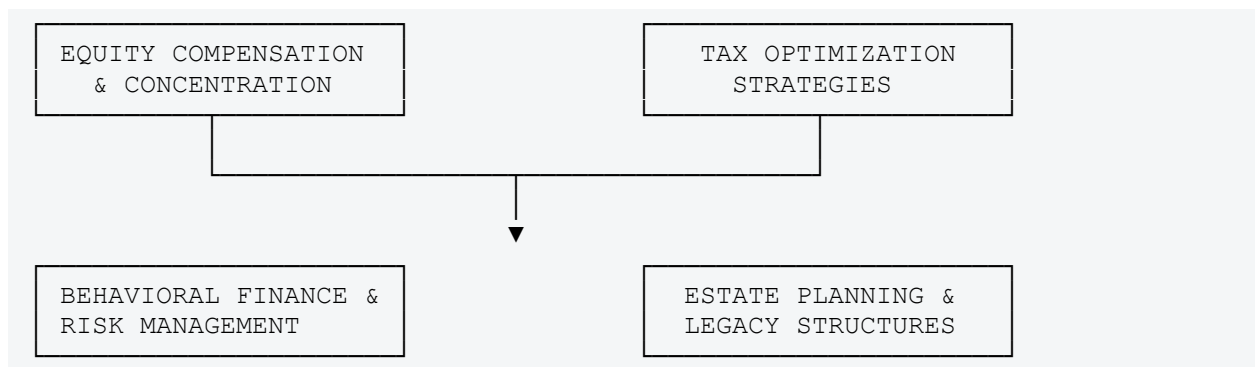 EQUITY COMPENSATION
& CONCENTRATION
TAX OPTIMIZATION
STRATEGIES
BEHAVIORAL FINANCE &
RISK MANAGEMENT
ESTATE PLANNING &
LEGACY STRUCTURES